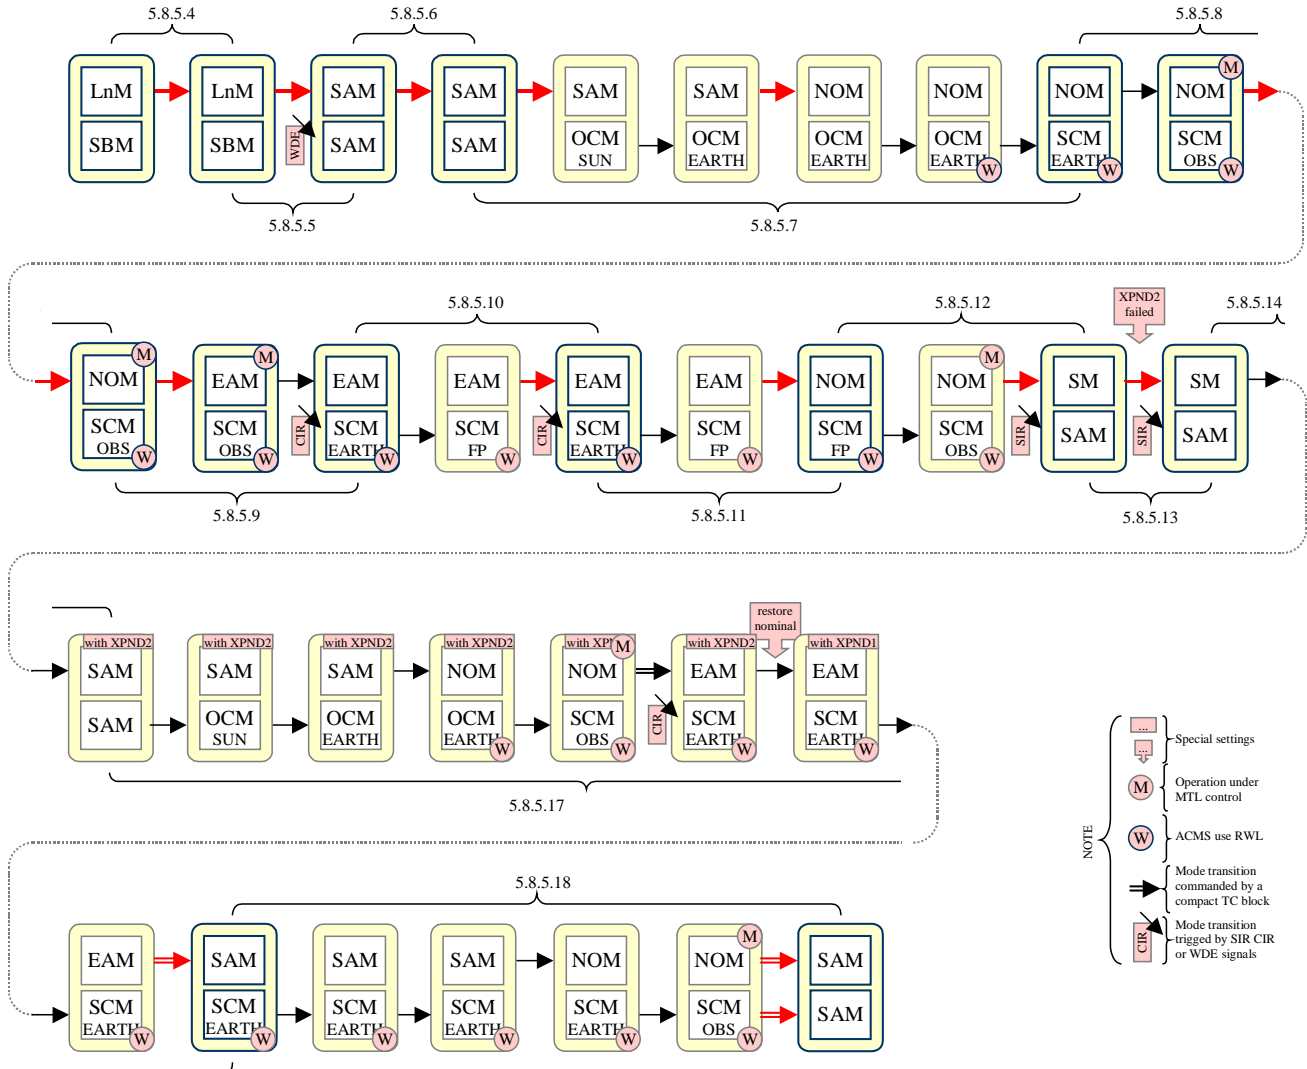 5.8.5.4
5.8.5.6
5.8.5.8
LnM
SBM
LnM
SBM
WDE
SAM
SAM
SAM
SAM
SAM
OCM
SUN
SAM
OCM
EARTH
NOM
OCM
EARTH
NOM
OCM
EARTH
W
NOM
SCM
EARTH
W
M
NOM
SCM
OBS
W
5.8.5.5
5.8.5.7
5.8.5.10
5.8.5.12
XPND2
failed
5.8.5.14
M
NOM
SCM
OBS
W
M
EAM
SCM
OBS
W
CIR
EAM
SCM
EARTH
W
EAM
SCM
FP
W
CIR
EAM
SCM
EARTH
W
EAM
SCM
FP
W
NOM
SCM
FP
W
M
NOM
SCM
OBS
W
SIR
SM
SAM
SIR
SM
SAM
5.8.5.9
5.8.5.11
5.8.5.13
restore
nominal
with XPND2
SAM
SAM
with XPND2
SAM
OCM
SUN
with XPND2
SAM
OCM
EARTH
with XPND2
NOM
OCM
EARTH
W
with XPN
M
NOM
SCM
OBS
W
CIR
with XPND2
EAM
SCM
EARTH
W
with XPND1
EAM
SCM
EARTH
W
5.8.5.17
NOTE
...
...
Special settings
M
Operation under
MTL control
W
ACMS use RWL
Mode transition
commanded by a
compact TC block
CIR
Mode transition
trigged by SIR CIR
or WDE signals
5.8.5.18
EAM
SCM
EARTH
W
SAM
SCM
EARTH
W
SAM
SCM
EARTH
W
SAM
SCM
EARTH
W
NOM
SCM
EARTH
W
M
NOM
SCM
OBS
W
SAM
SAM